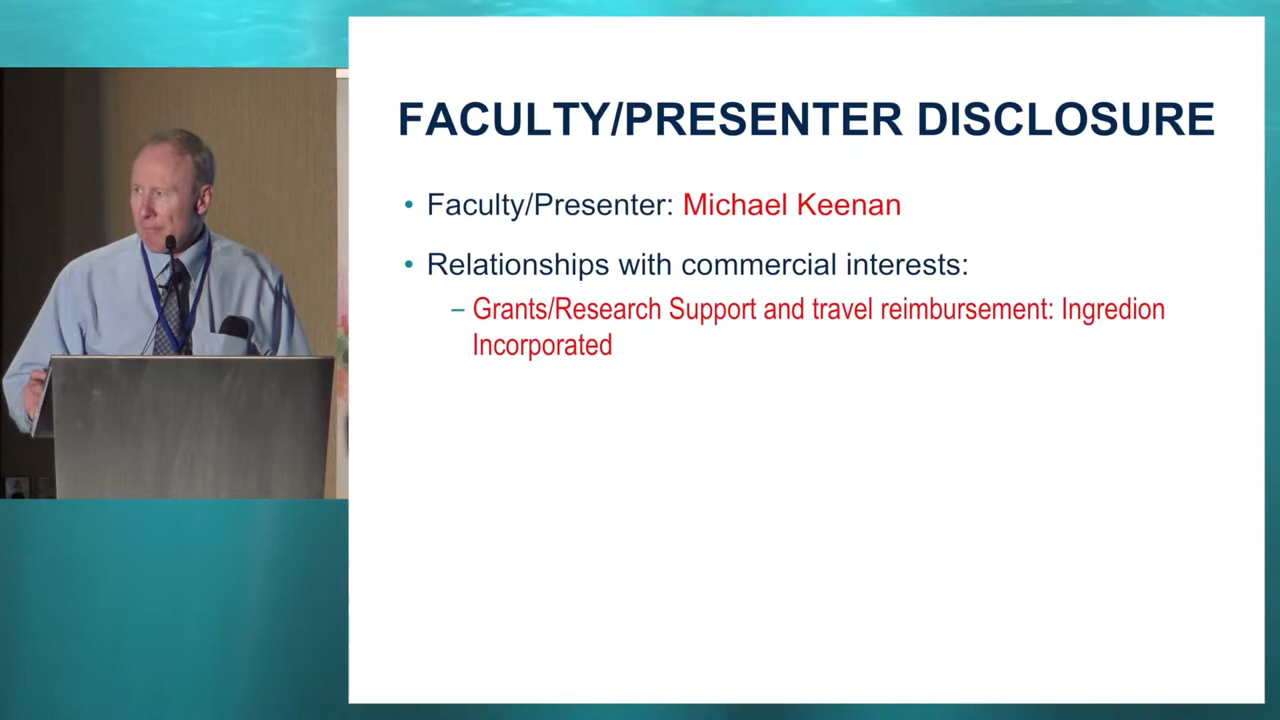 FACULTY/PRESENTER DISCLOSURE
• Faculty/Presenter: Michael Keenan
• Relationships with commercial interests:
– Grants/Research Support and travel reimbursement: Ingredion
Incorporated